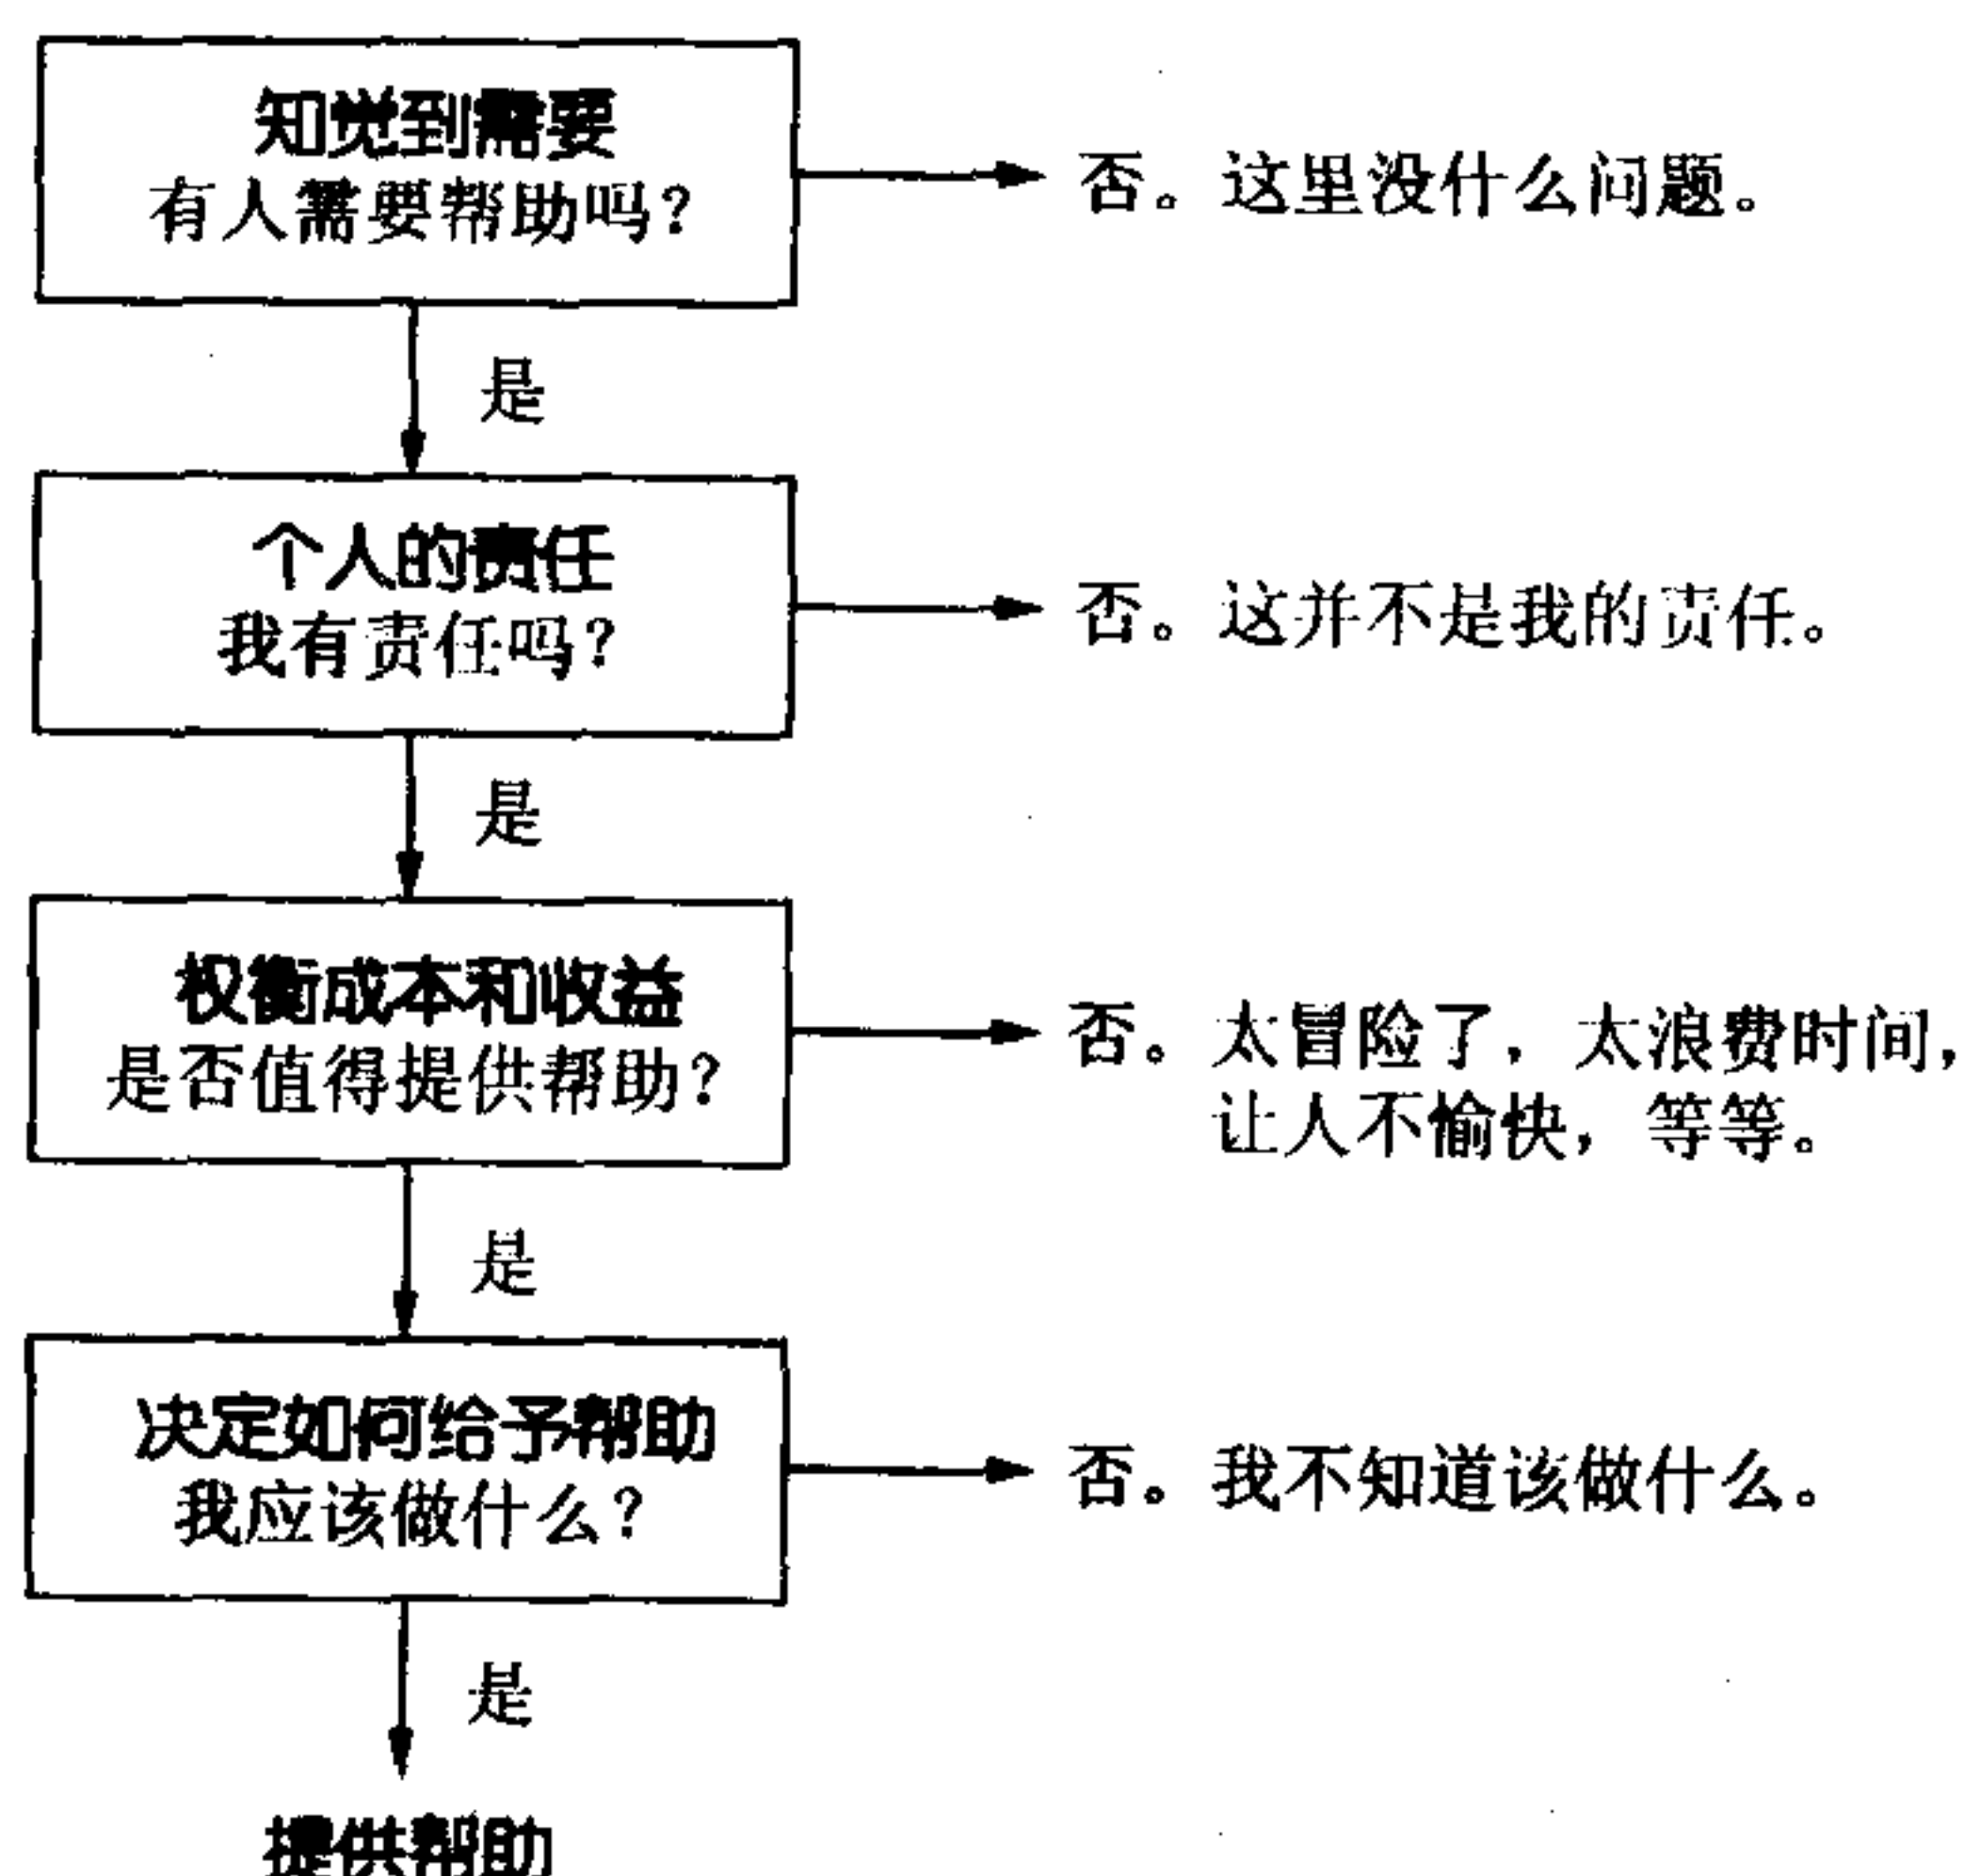 知觉到需要
有人需要帮助吗？
否。这里没什么问题。
是
个人的责任
我有责任吗？
否。这并不是我的责任。
是
权衡成本和收益
是否值得提供帮助？
否。太冒险了，太浪费时间，
让人不愉快，等等。
是
决定如何给予帮助
我应该做什么？
否。我不知道该做什么。
是
提供帮助